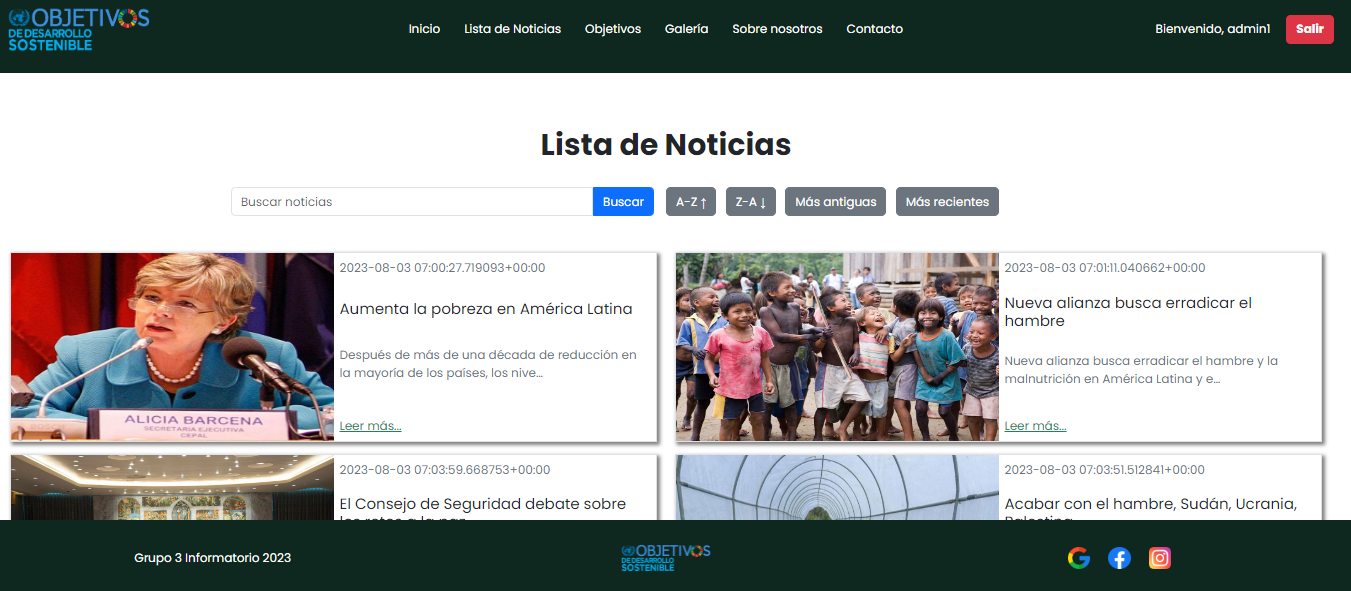 OBJETIVOS
DE DESARROLLO
SOSTENIBLE
Inicio
Lista de Noticias
Objetivos
Galería
Sobre nosotros
Contacto
Bienvenido, admin1
Salir
Lista de Noticias
Buscar noticias
Buscar
A-Z ↑
Z-A ↓
Más antiguas
Más recientes
ALICIA BARCENA
SECRETARIA EJECUTIVA
CEPAL
2023-08-03 07:00:27.719093+00:00
Aumenta la pobreza en América Latina
Después de más de una década de reducción en
la mayoría de los países, los nive…
Leer más...
2023-08-03 07:01:11.040662+00:00
Nueva alianza busca erradicar el
hambre
Nueva alianza busca erradicar el hambre y la
malnutrición en América Latina y e…
Leer más...
2023-08-03 07:03:59.668753+00:00
El Consejo de Seguridad debate sobre
los retos a la paz
2023-08-03 07:03:51.512841+00:00
Acabar con el hambre, Sudán, Ucrania,
Palestina
Grupo 3 Informatorio 2023
OBJETIVOS
DE DESARROLLO
SOSTENIBLE